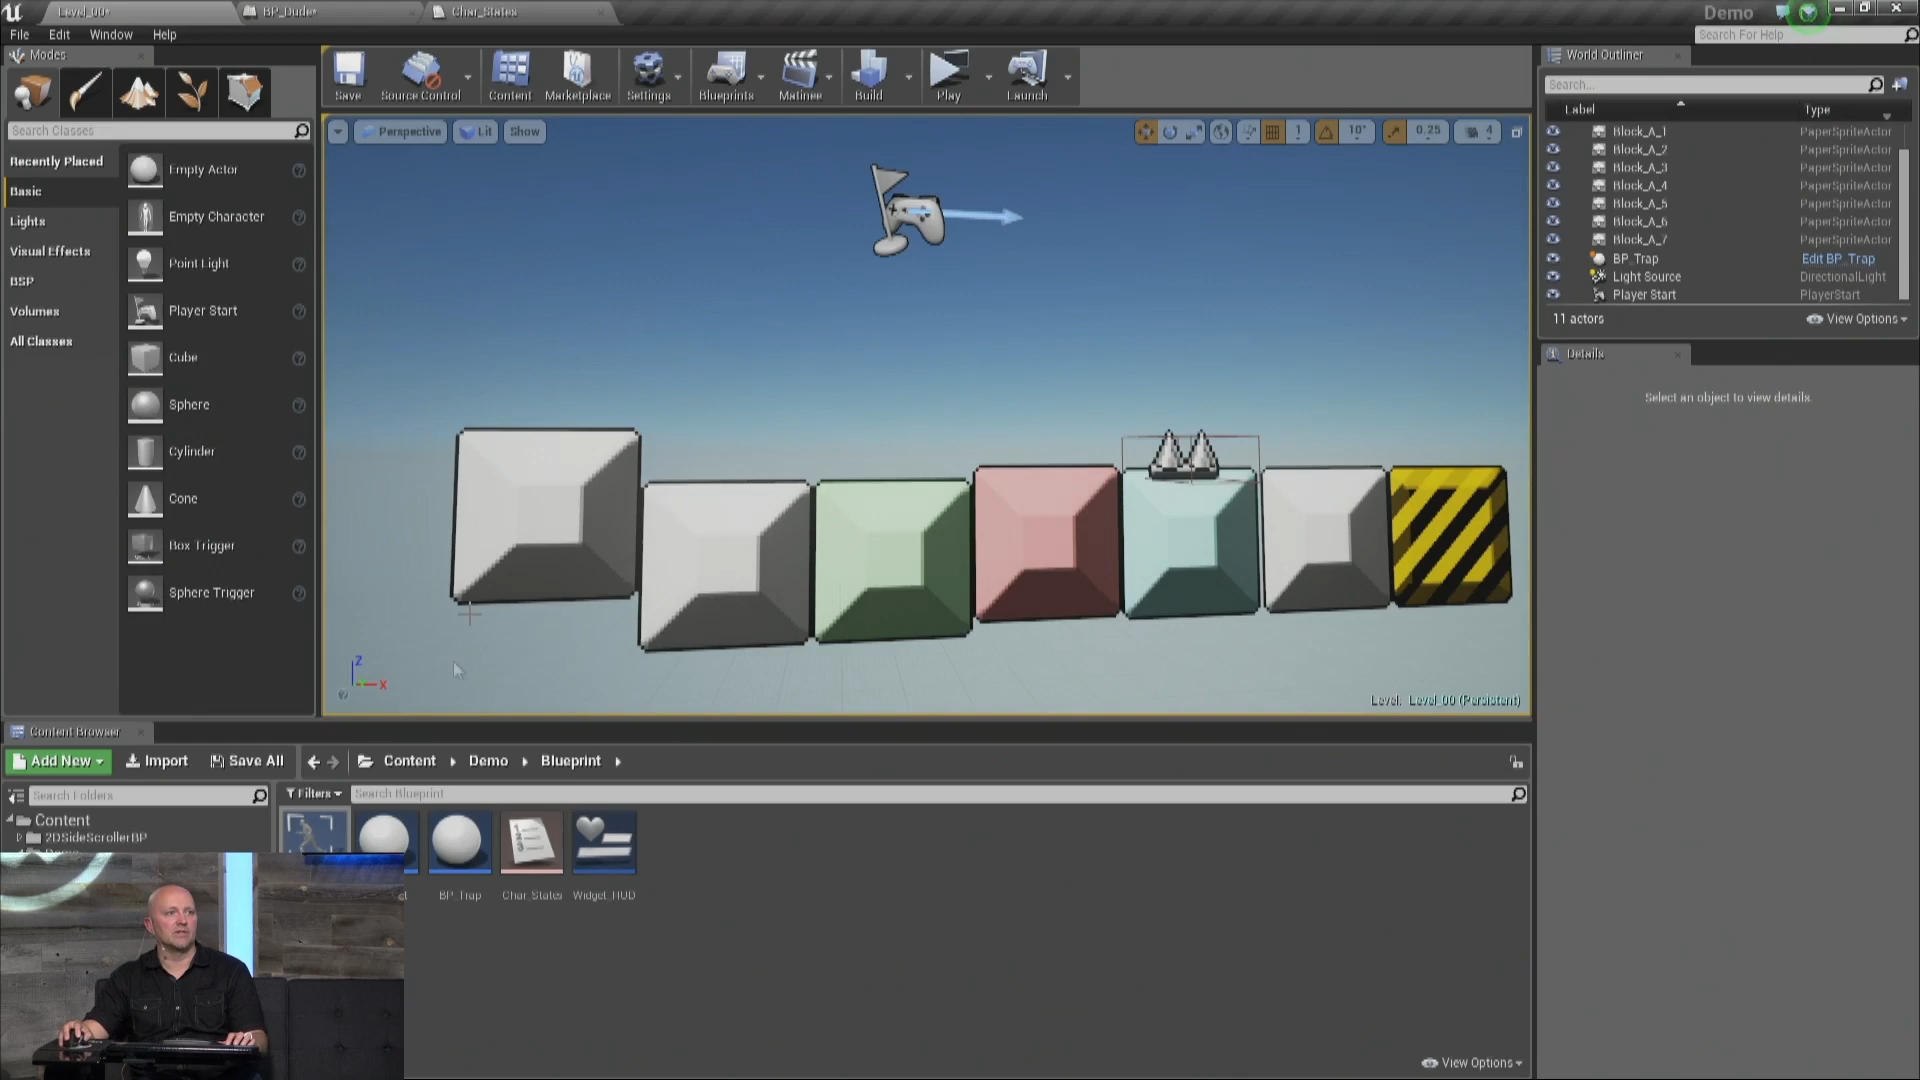 Level_00*
BP_Dude*
Char_States
Demo
File Edit Window Help
Search For Help
Modes
Save
Source Control
Content
Marketplace
Settings
Blueprints
Matinee
Build
Play
Launch
World Outliner
Search...
Label Type
Block_A_1 PaperSpriteActor
Block_A_2 PaperSpriteActor
Block_A_3 PaperSpriteActor
Block_A_4 PaperSpriteActor
Block_A_5 PaperSpriteActor
Block_A_6 PaperSpriteActor
Block_A_7 PaperSpriteActor
BP_Trap Edit BP_Trap
Light Source DirectionalLight
Player Start PlayerStart
11 actors
View Options
Details
Select an object to view details.
Search Classes
Recently Placed
Basic
Lights
Visual Effects
BSP
Volumes
All Classes
Empty Actor
Empty Character
Point Light
Player Start
Cube
Sphere
Cylinder
Cone
Box Trigger
Sphere Trigger
Perspective
Lit
Show
1
10°
0.25
4
Z
X
Level: Level_00 (Persistent)
Content Browser
Add New
Import
Save All
Content
Demo
Blueprint
Search Folders
Filters
Search Blueprint
Content
2DSideScrollerBP
BP_Trap
Char_States
Widget_HUD
View Options